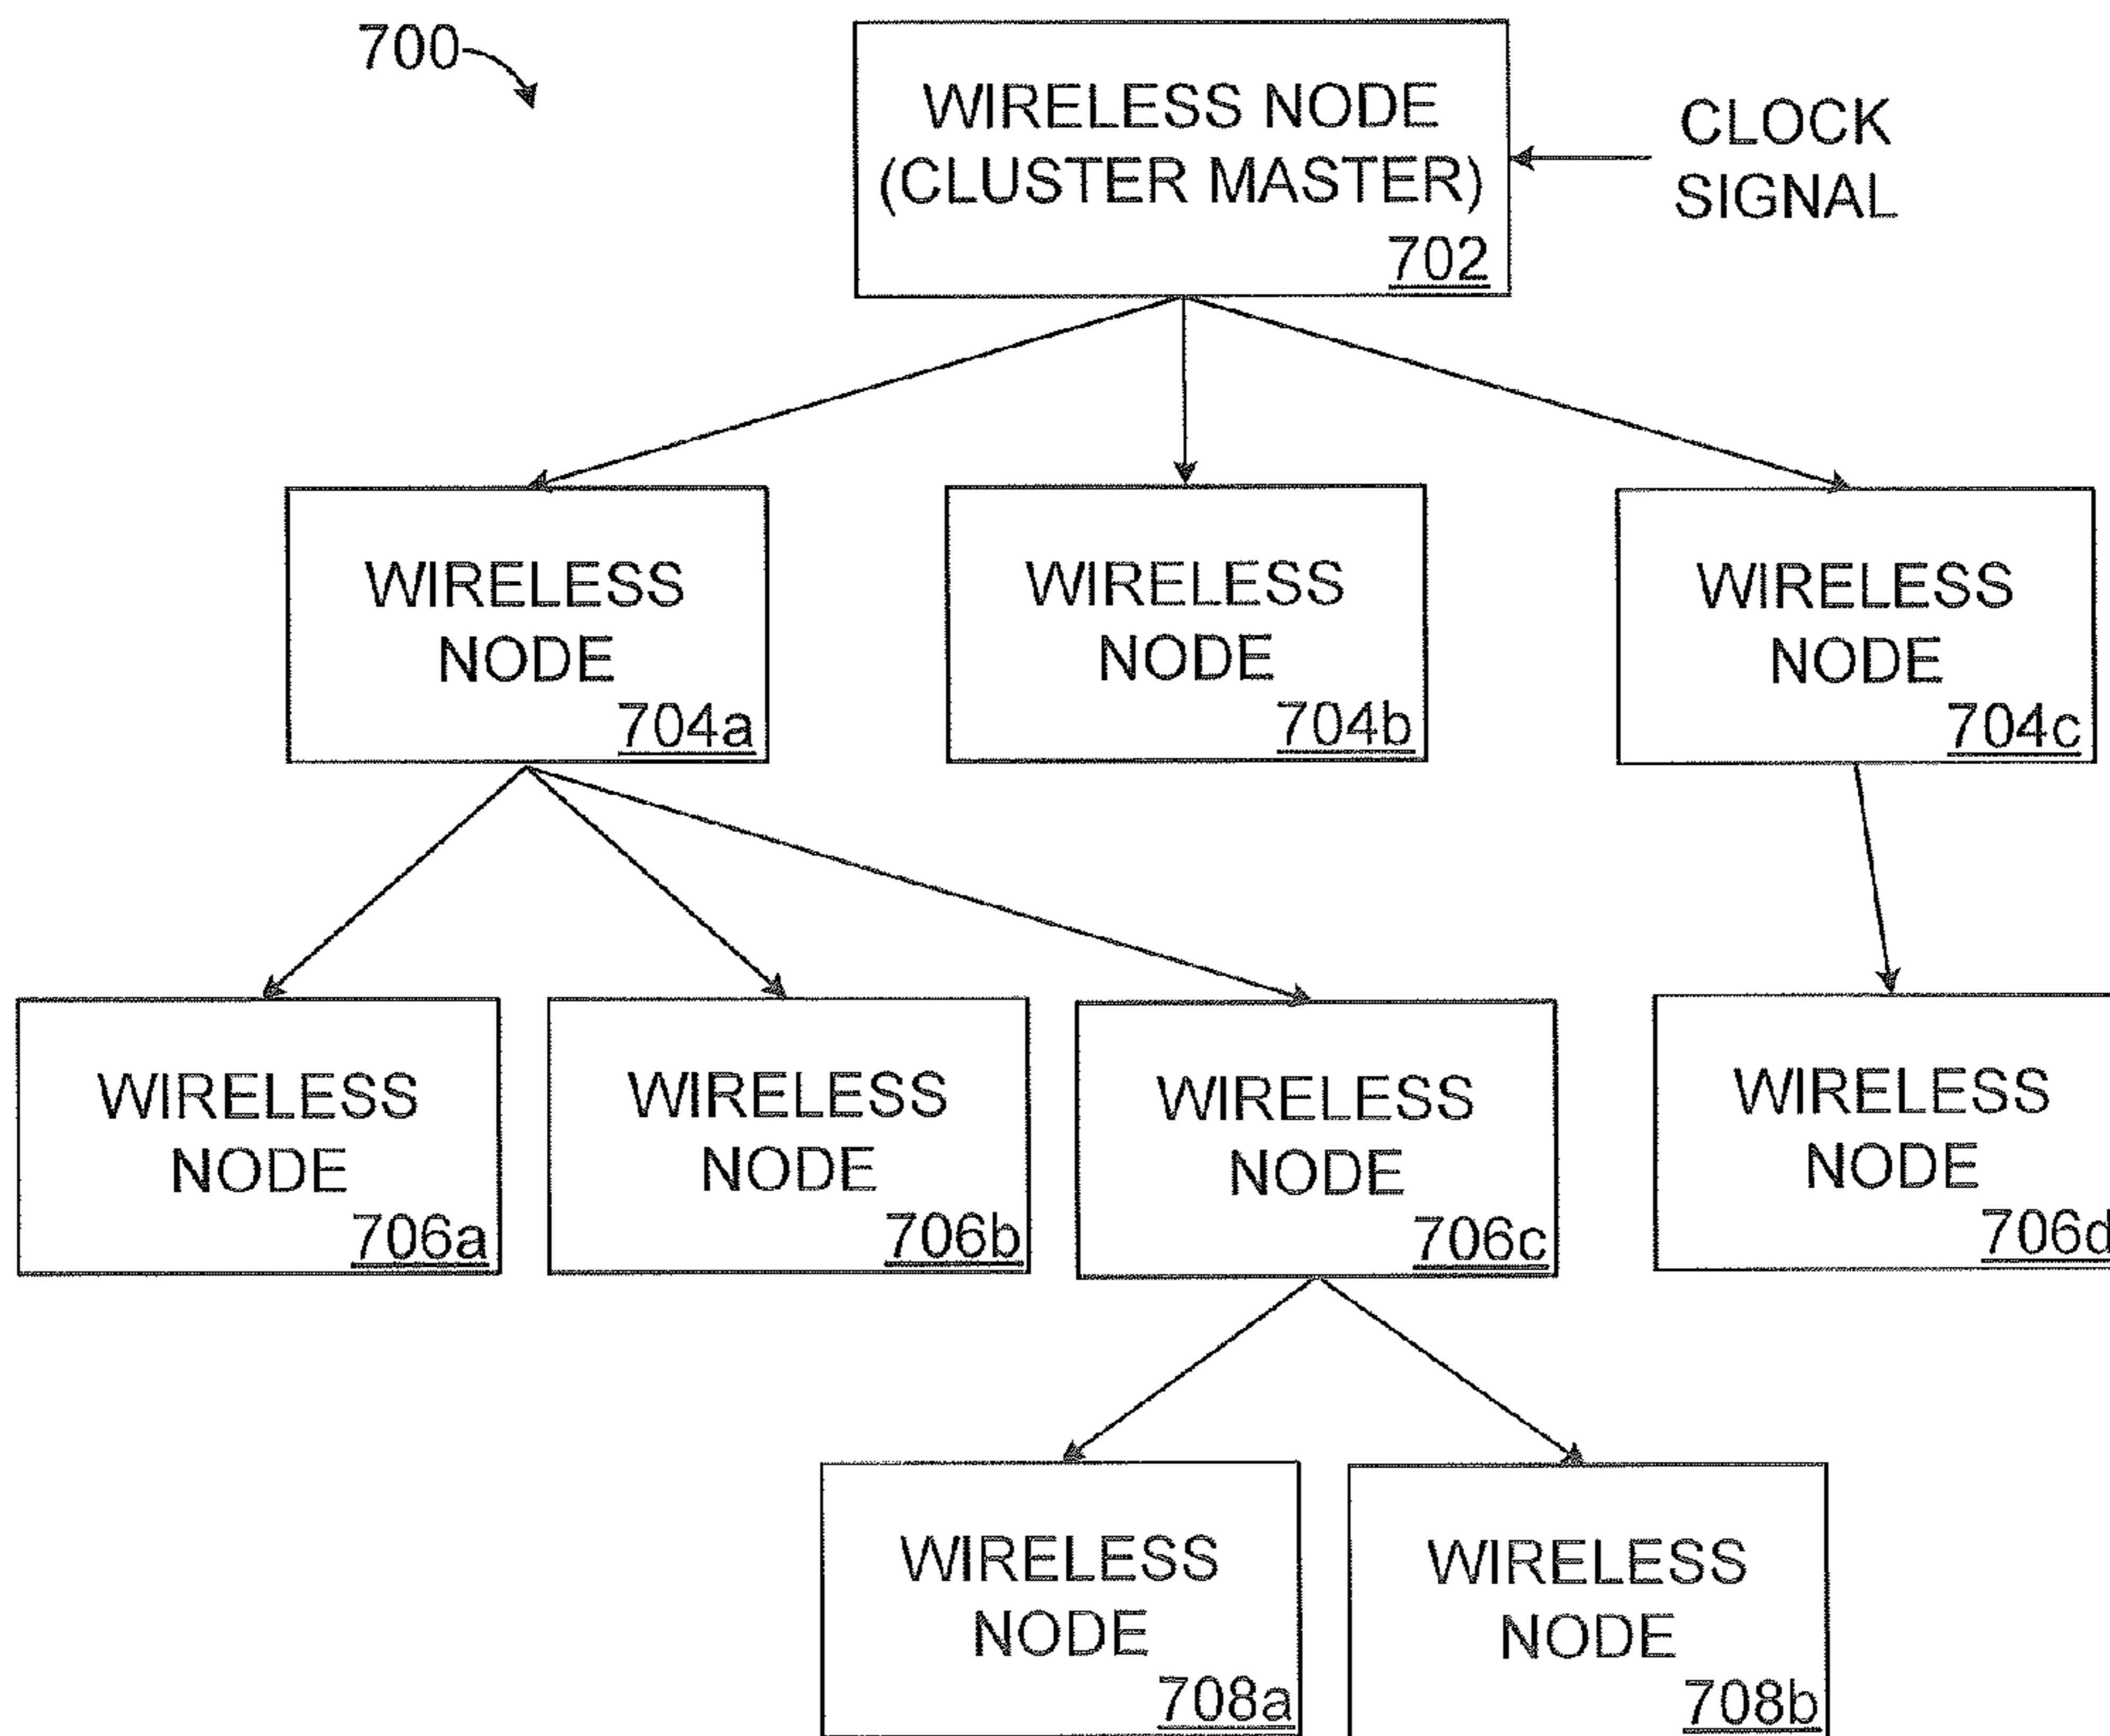 700
WIRELESS NODE
(CLUSTER MASTER)
702
CLOCK
SIGNAL
WIRELESS
NODE
704a
WIRELESS
NODE
704b
WIRELESS
NODE
704c
WIRELESS
NODE
706a
WIRELESS
NODE
706b
WIRELESS
NODE
706c
WIRELESS
NODE
706d
WIRELESS
NODE
708a
WIRELESS
NODE
708b